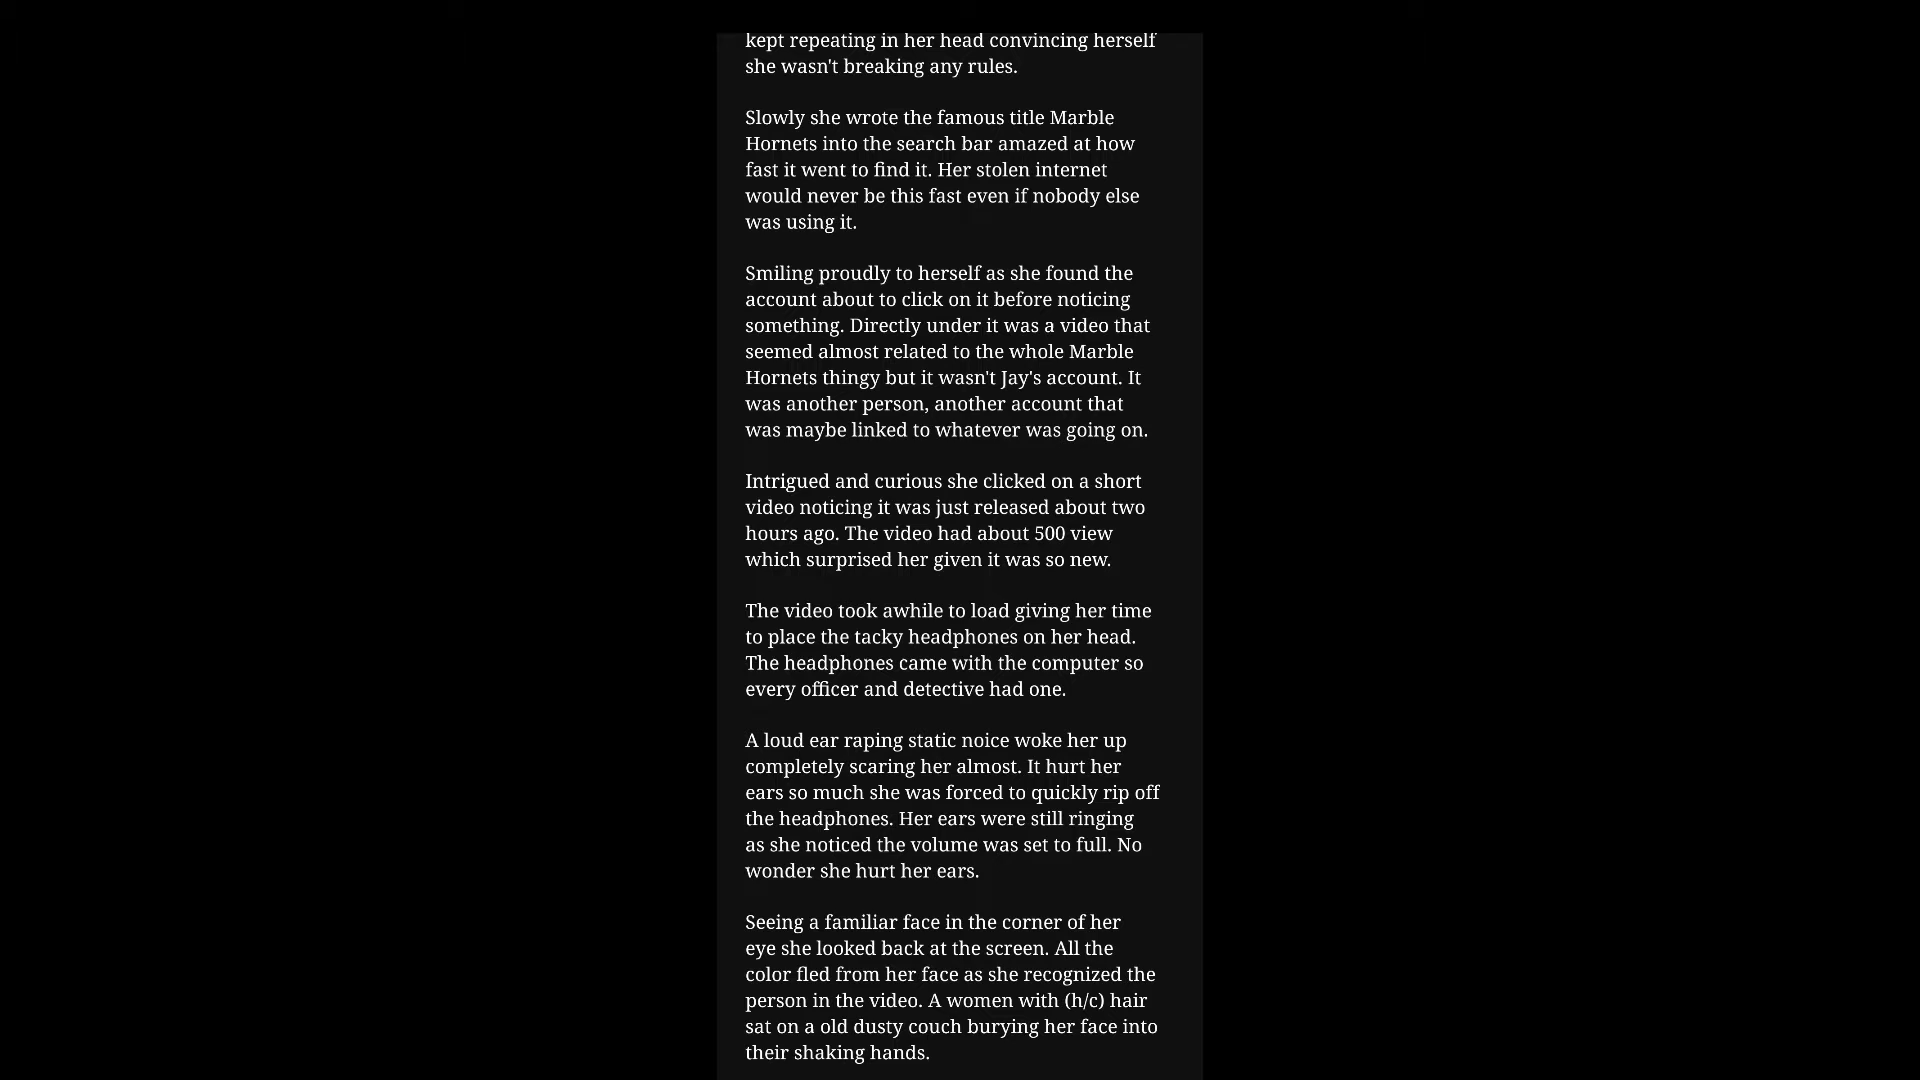 kept repeating in her head convincing herself
she wasn't breaking any rules.
Slowly she wrote the famous title Marble
Hornets into the search bar amazed at how
fast it went to find it. Her stolen internet
would never be this fast even if nobody else
was using it.
Smiling proudly to herself as she found the
account about to click on it before noticing
something. Directly under it was a video that
seemed almost related to the whole Marble
Hornets thingy but it wasn't Jay's account. It
was another person, another account that
was maybe linked to whatever was going on.
Intrigued and curious she clicked on a short
video noticing it was just released about two
hours ago. The video had about 500 view
which surprised her given it was so new.
The video took awhile to load giving her time
to place the tacky headphones on her head.
The headphones came with the computer so
every officer and detective had one.
A loud ear raping static noice woke her up
completely scaring her almost. It hurt her
ears so much she was forced to quickly rip off
the headphones. Her ears were still ringing
as she noticed the volume was set to full. No
wonder she hurt her ears.
Seeing a familiar face in the corner of her
eye she looked back at the screen. All the
color fled from her face as she recognized the
person in the video. A women with (h/c) hair
sat on a old dusty couch burying her face into
their shaking hands.